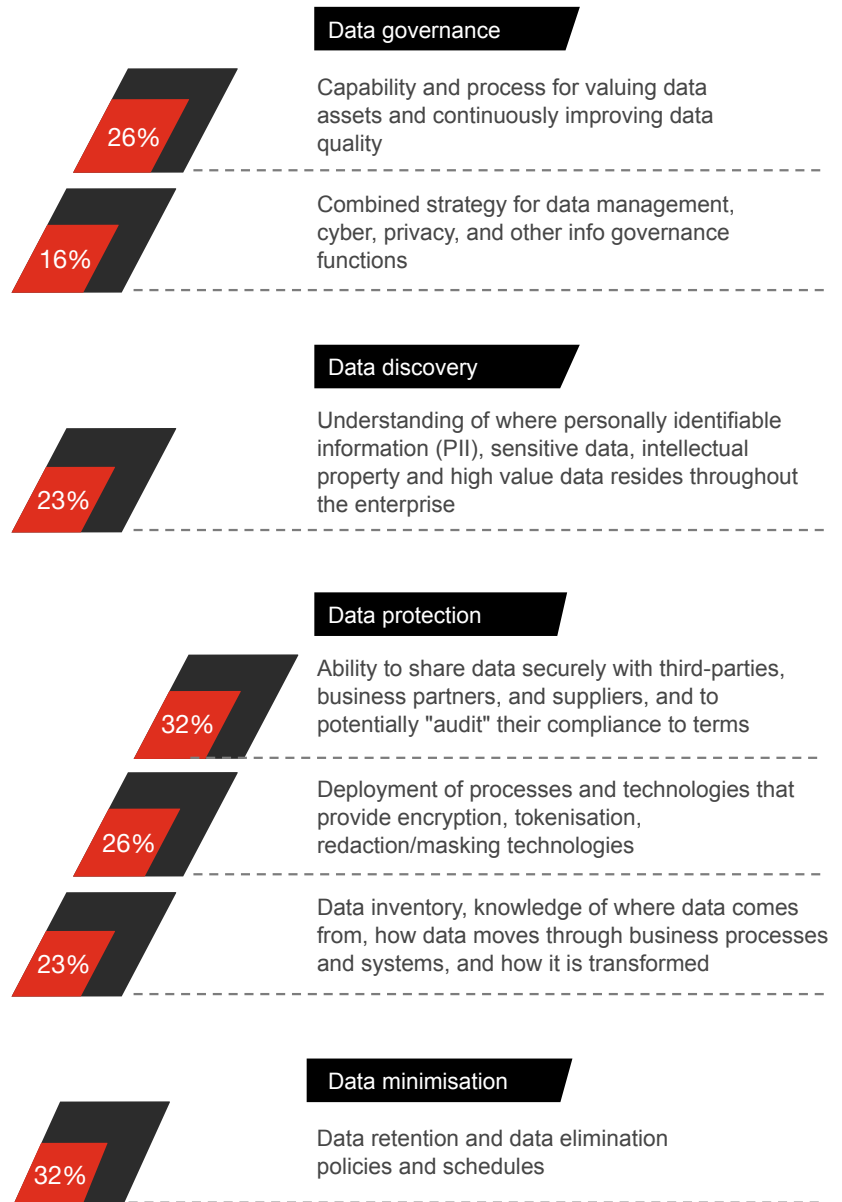 Data governance
26%
Capability and process for valuing data
assets and continuously improving data
quality
16%
Combined strategy for data management,
cyber, privacy, and other info governance
functions
Data discovery
23%
Understanding of where personally identifiable
information (PII), sensitive data, intellectual
property and high value data resides throughout
the enterprise
Data protection
32%
Ability to share data securely with third-parties,
business partners, and suppliers, and to
potentially "audit" their compliance to terms
26%
Deployment of processes and technologies that
provide encryption, tokenisation,
redaction/masking technologies
23%
Data inventory, knowledge of where data comes
from, how data moves through business processes
and systems, and how it is transformed
Data minimisation
32%
Data retention and data elimination
policies and schedules